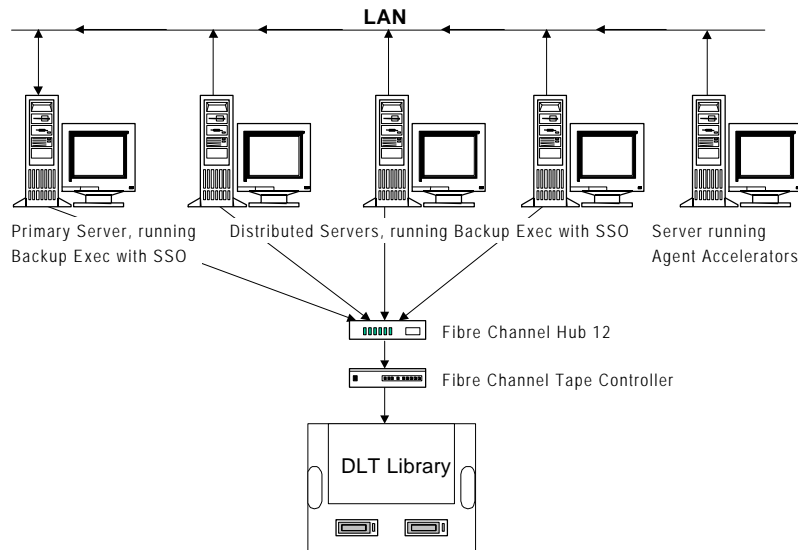 LAN
Primary Server, running
Backup Exec with SSO
Distributed Servers, running Backup Exec with SSO
Server running
Agent Accelerators
Fibre Channel Hub 12
Fibre Channel Tape Controller
DLT Library